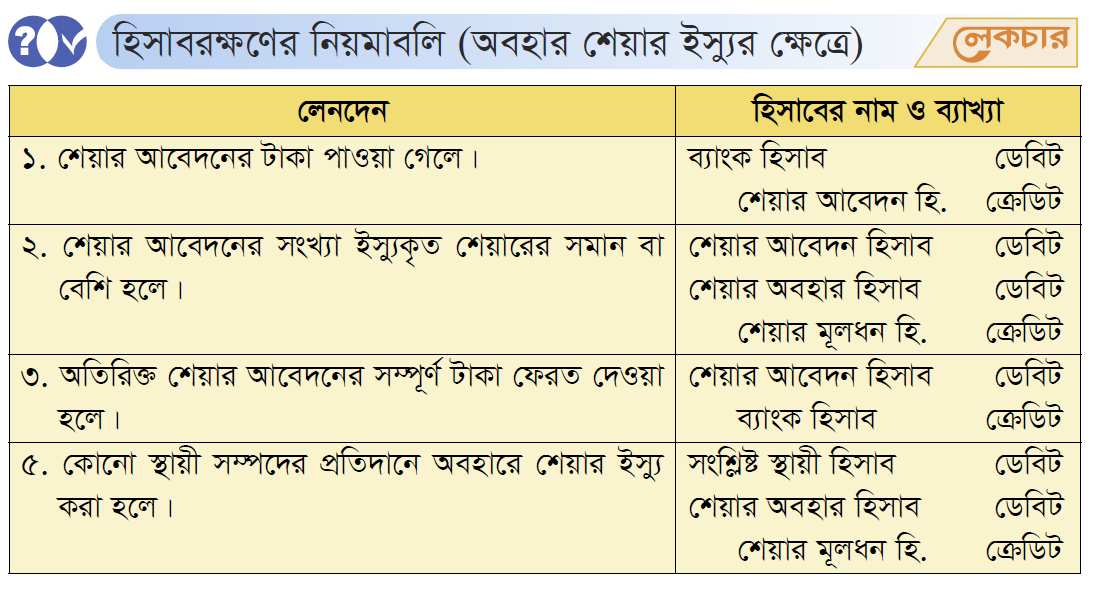 হিসাবরক্ষণের নিয়মাবলি (অবহার শেয়ার ইস্যুর ক্ষেত্রে)
লেকচার
লেনদেন
হিসাবের নাম ও ব্যাখ্যা
১. শেয়ার আবেদনের টাকা পাওয়া গেলে।
ব্যাংক হিসাব ডেবিট
শেয়ার আবেদন হি. ক্রেডিট
২. শেয়ার আবেদনের সংখ্যা ইস্যুকৃত শেয়ারের সমান বা
বেশি হলে।
শেয়ার আবেদন হিসাব ডেবিট
শেয়ার অবহার হিসাব ডেবিট
শেয়ার মূলধন হি. ক্রেডিট
৩. অতিরিক্ত শেয়ার আবেদনের সম্পূর্ণ টাকা ফেরত দেওয়া
হলে।
শেয়ার আবেদন হিসাব ডেবিট
ব্যাংক হিসাব ক্রেডিট
৫. কোনো স্থায়ী সম্পদের প্রতিদানে অবহারে শেয়ার ইস্যু
করা হলে।
সংশ্লিষ্ট স্থায়ী হিসাব ডেবিট
শেয়ার অবহার হিসাব ডেবিট
শেয়ার মূলধন হি. ক্রেডিট